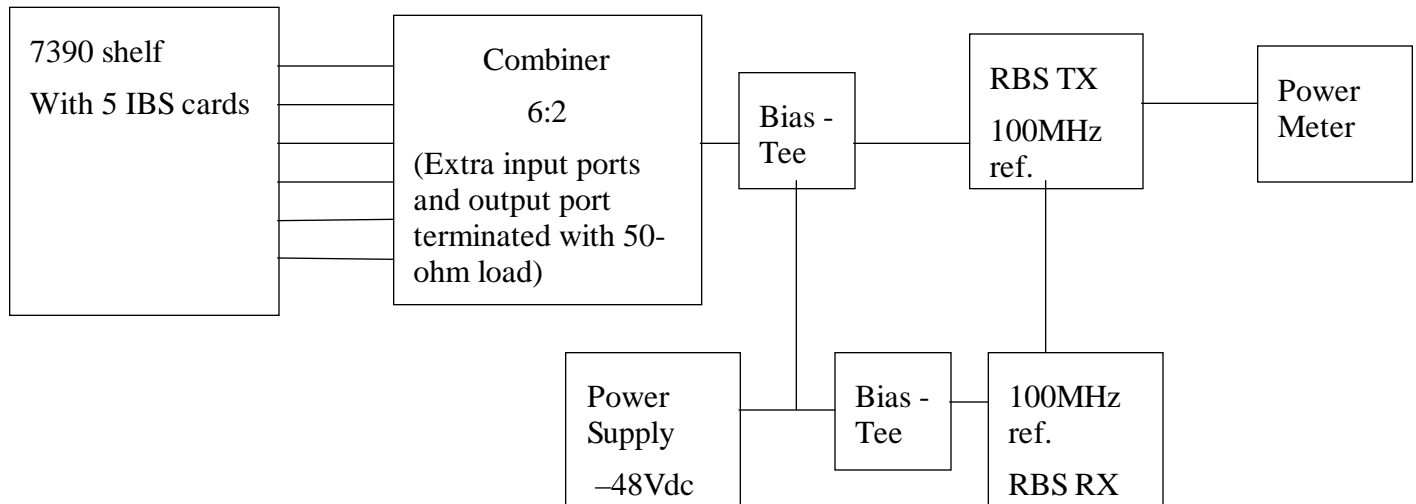 7390 shelf
With 5 IBS cards
Combiner
6:2
(Extra input ports
and output port
terminated with 50-
ohm load)
Bias -
Tee
RBS TX
100MHz
ref.
Power
Meter
Power
Supply
–48Vdc
Bias -
Tee
100MHz
ref.
RBS RX